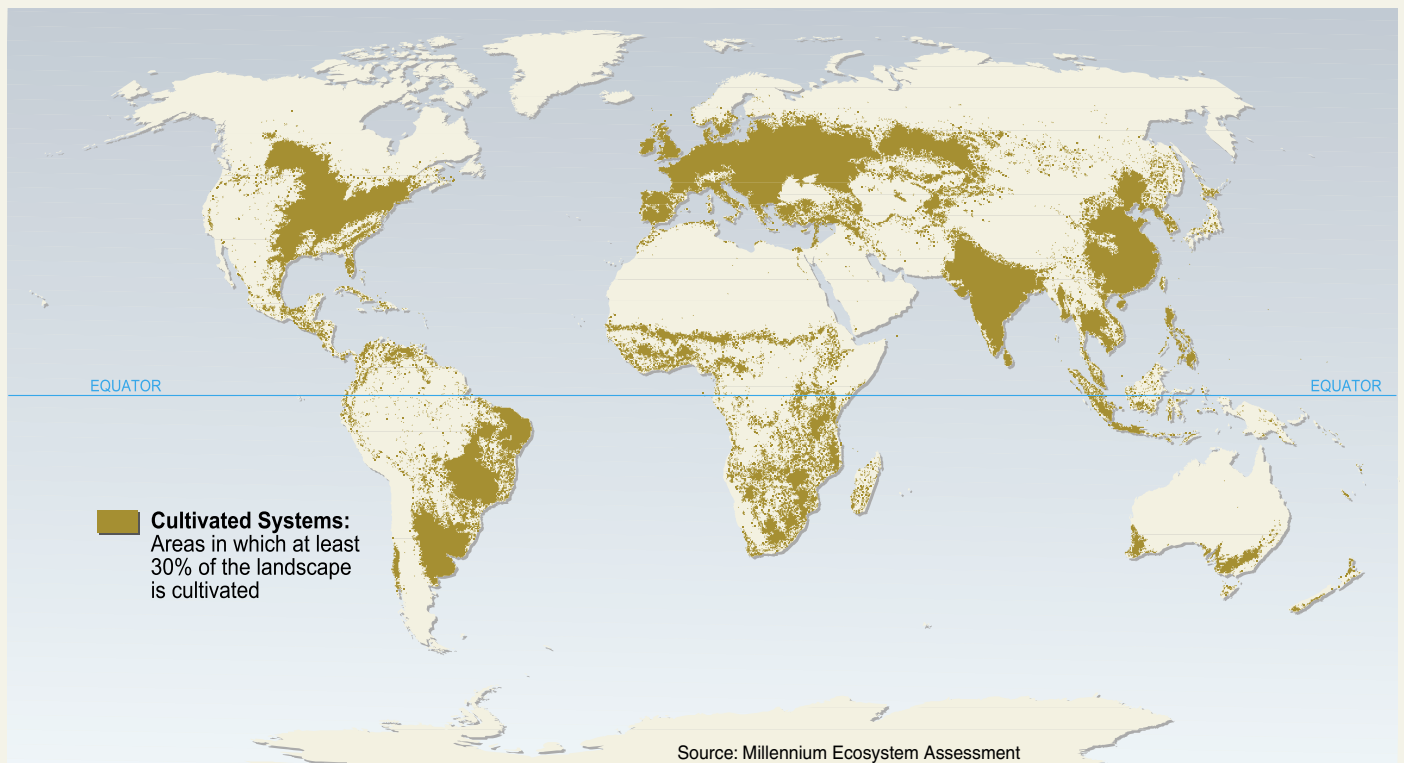 EQUATOR
EQUATOR
Cultivated Systems:
Areas in which at least
30% of the landscape
is cultivated
Source: Millennium Ecosystem Assessment